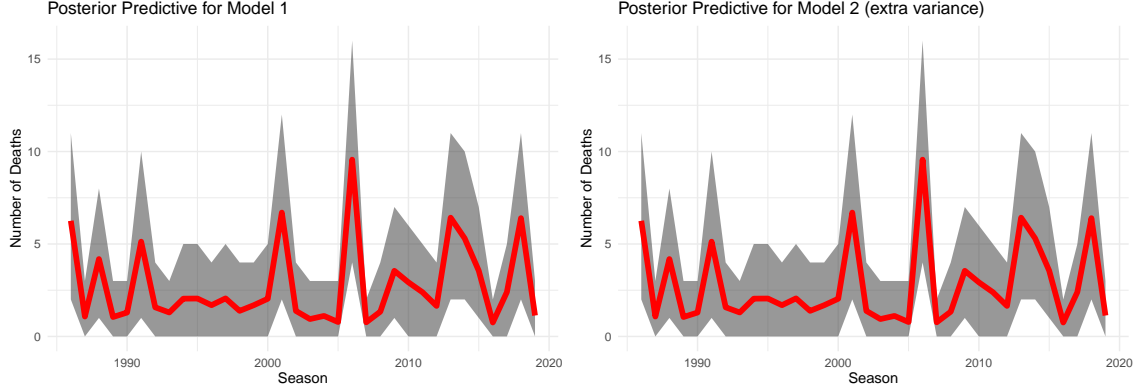 Posterior Predictive for Model 1
15
10
5
0
Number of Deaths
1990
2000
2010
2020
Season
Posterior Predictive for Model 2 (extra variance)
15
10
5
0
Number of Deaths
1990
2000
2010
2020
Season